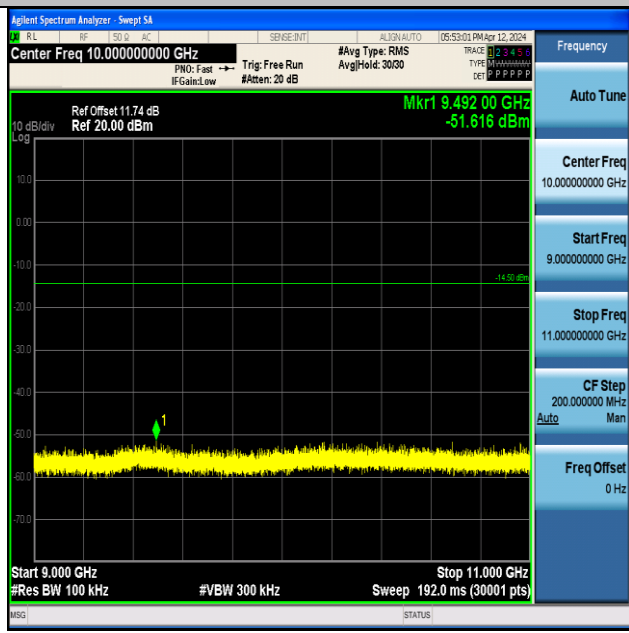 Agilent Spectrum Analyzer - Swept SA
RL RF 50 Ω AC SENSE:INT ALIGN AUTO 05:53:01 PM Apr 12, 2024
Center Freq 10.000000000 GHz
PNO: Fast
IFGain:Low
Trig: Free Run
#Atten: 20 dB
#Avg Type: RMS
Avg|Hold: 30/30
TRACE 1 2 3 4 5 6
TYPE M
DET P P P P P P
Mkr1 9.492 00 GHz
-51.616 dBm
Ref Offset 11.74 dB
10 dB/div Ref 20.00 dBm
Log
10.0
0.00
-10.0
-14.50 dBm
-20.0
-30.0
-40.0
1
-50.0
-60.0
-70.0
Start 9.000 GHz Stop 11.000 GHz
#Res BW 100 kHz #VBW 300 kHz Sweep 192.0 ms (30001 pts)
MSG STATUS
Frequency
Auto Tune
Center Freq
10.000000000 GHz
Start Freq
9.000000000 GHz
Stop Freq
11.000000000 GHz
CF Step
200.000000 MHz
Auto Man
Freq Offset
0 Hz